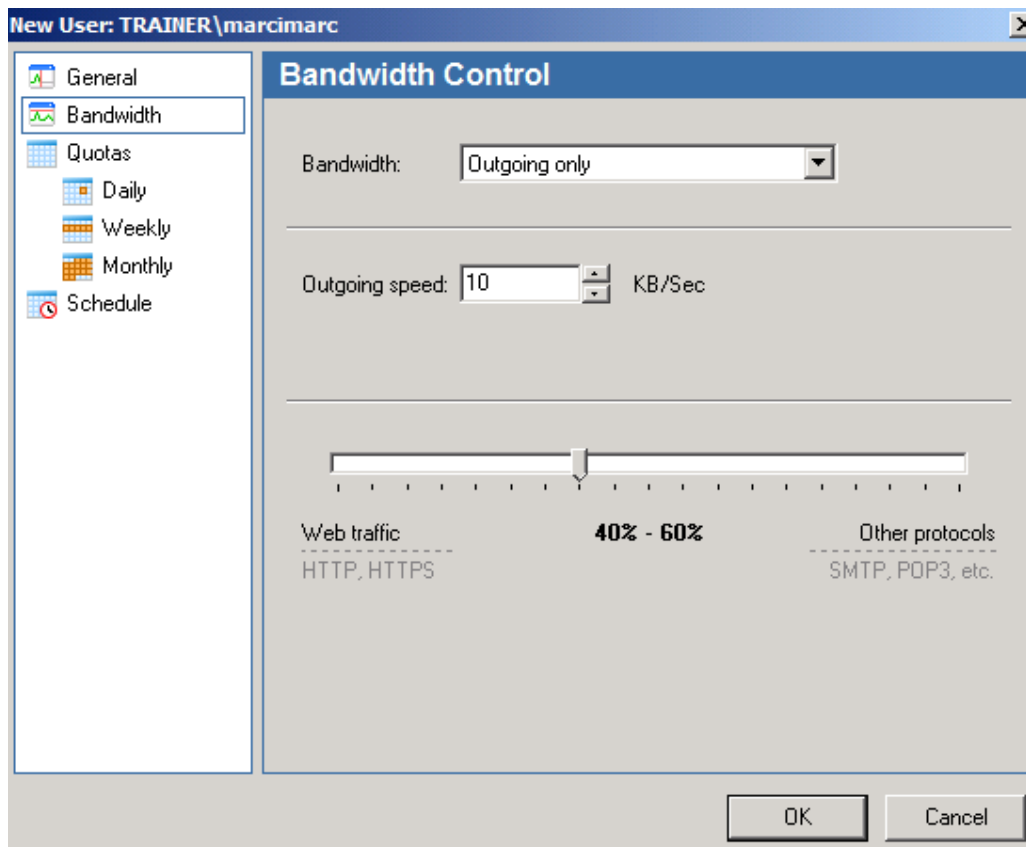 New User: TRAINER\marcimarc
General
Bandwidth
Quotas
Daily
Weekly
Monthly
Schedule
Bandwidth Control
Bandwidth: Outgoing only
Outgoing speed: 10 KB/Sec
Web traffic 40% - 60% Other protocols
HTTP, HTTPS SMTP, POP3, etc.
OK Cancel